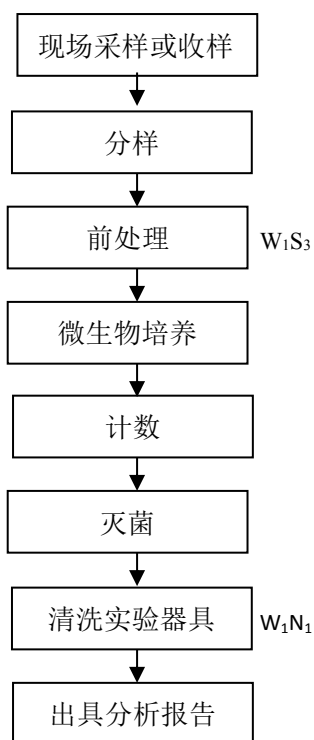 现场采样或收样
分样
前处理 W₁S₃
微生物培养
计数
灭菌
清洗实验器具 W₁N₁
出具分析报告